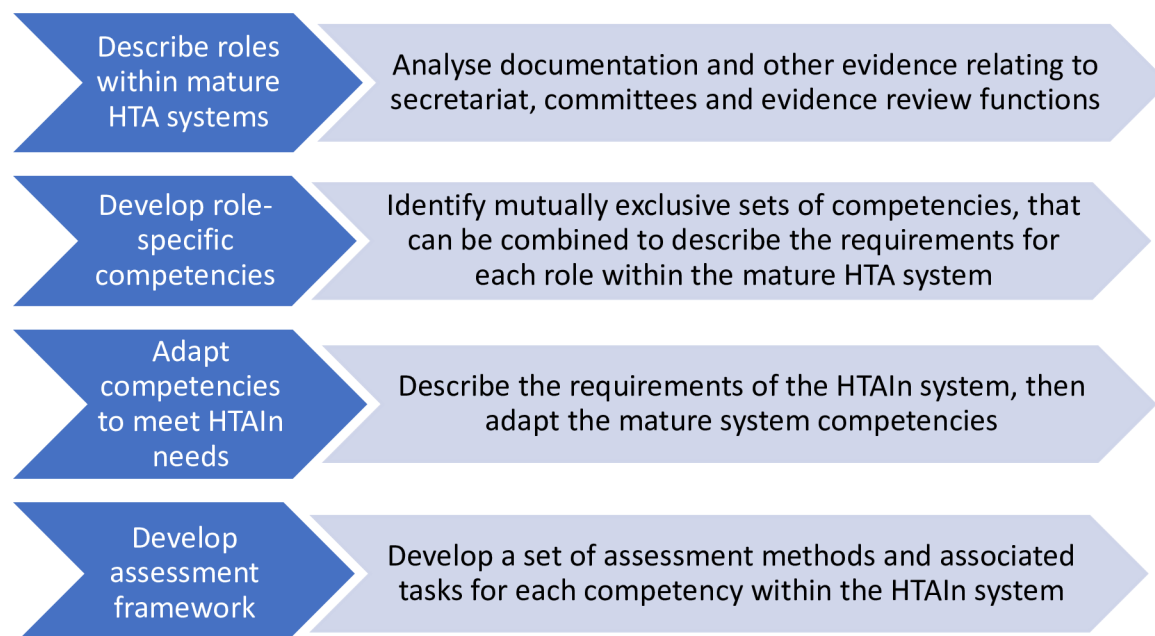 Describe roles
within mature
HTA systems
Analyse documentation and other evidence relating to
secretariat, committees and evidence review functions
Develop role-
specific
competencies
Identify mutually exclusive sets of competencies, that
can be combined to describe the requirements for
each role within the mature HTA system
Adapt
competencies
to meet HTAIn
needs
Describe the requirements of the HTAIn system, then
adapt the mature system competencies
Develop
assessment
framework
Develop a set of assessment methods and associated
tasks for each competency within the HTAIn system